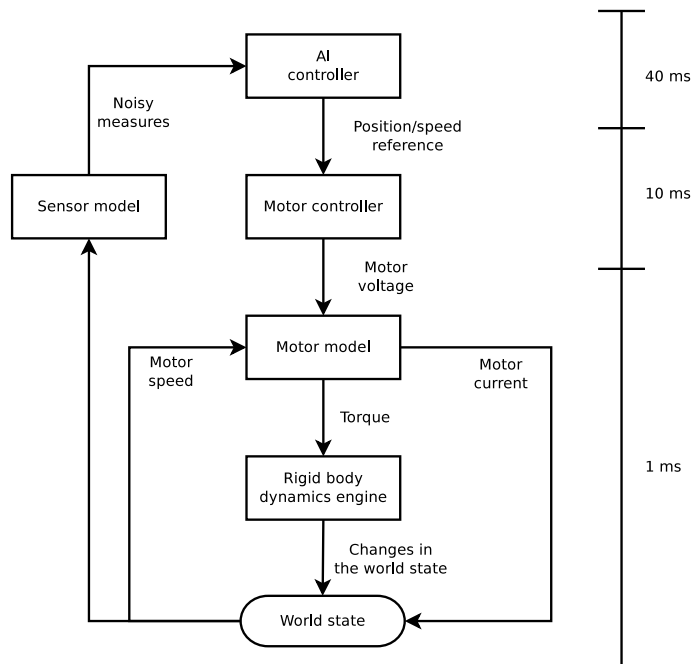 AI
controller
40 ms
Noisy
measures
Position/speed
reference
Sensor model
Motor controller
10 ms
Motor
voltage
Motor
speed
Motor model
Motor
current
Torque
1 ms
Rigid body
dynamics engine
Changes in
the world state
World state